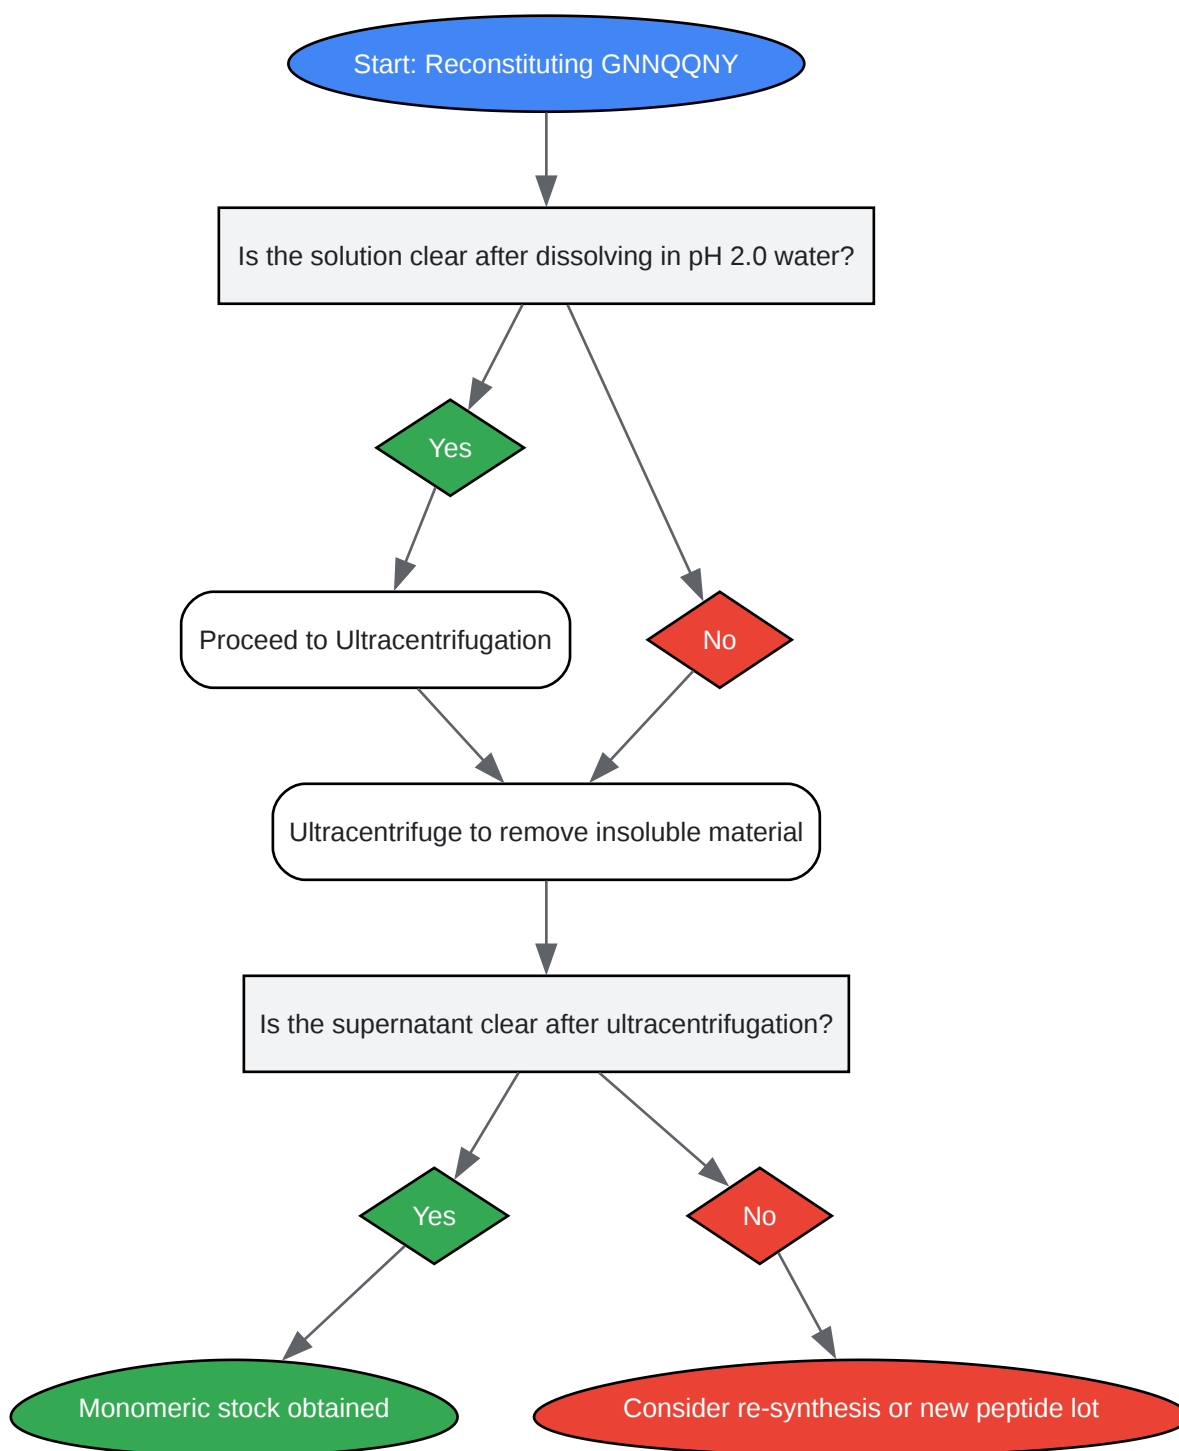 Start: Reconstituting GNNQQNY
Is the solution clear after dissolving in pH 2.0 water?
Yes
Proceed to Ultracentrifugation
No
Ultracentrifuge to remove insoluble material
Is the supernatant clear after ultracentrifugation?
Yes
No
Monomeric stock obtained
Consider re-synthesis or new peptide lot